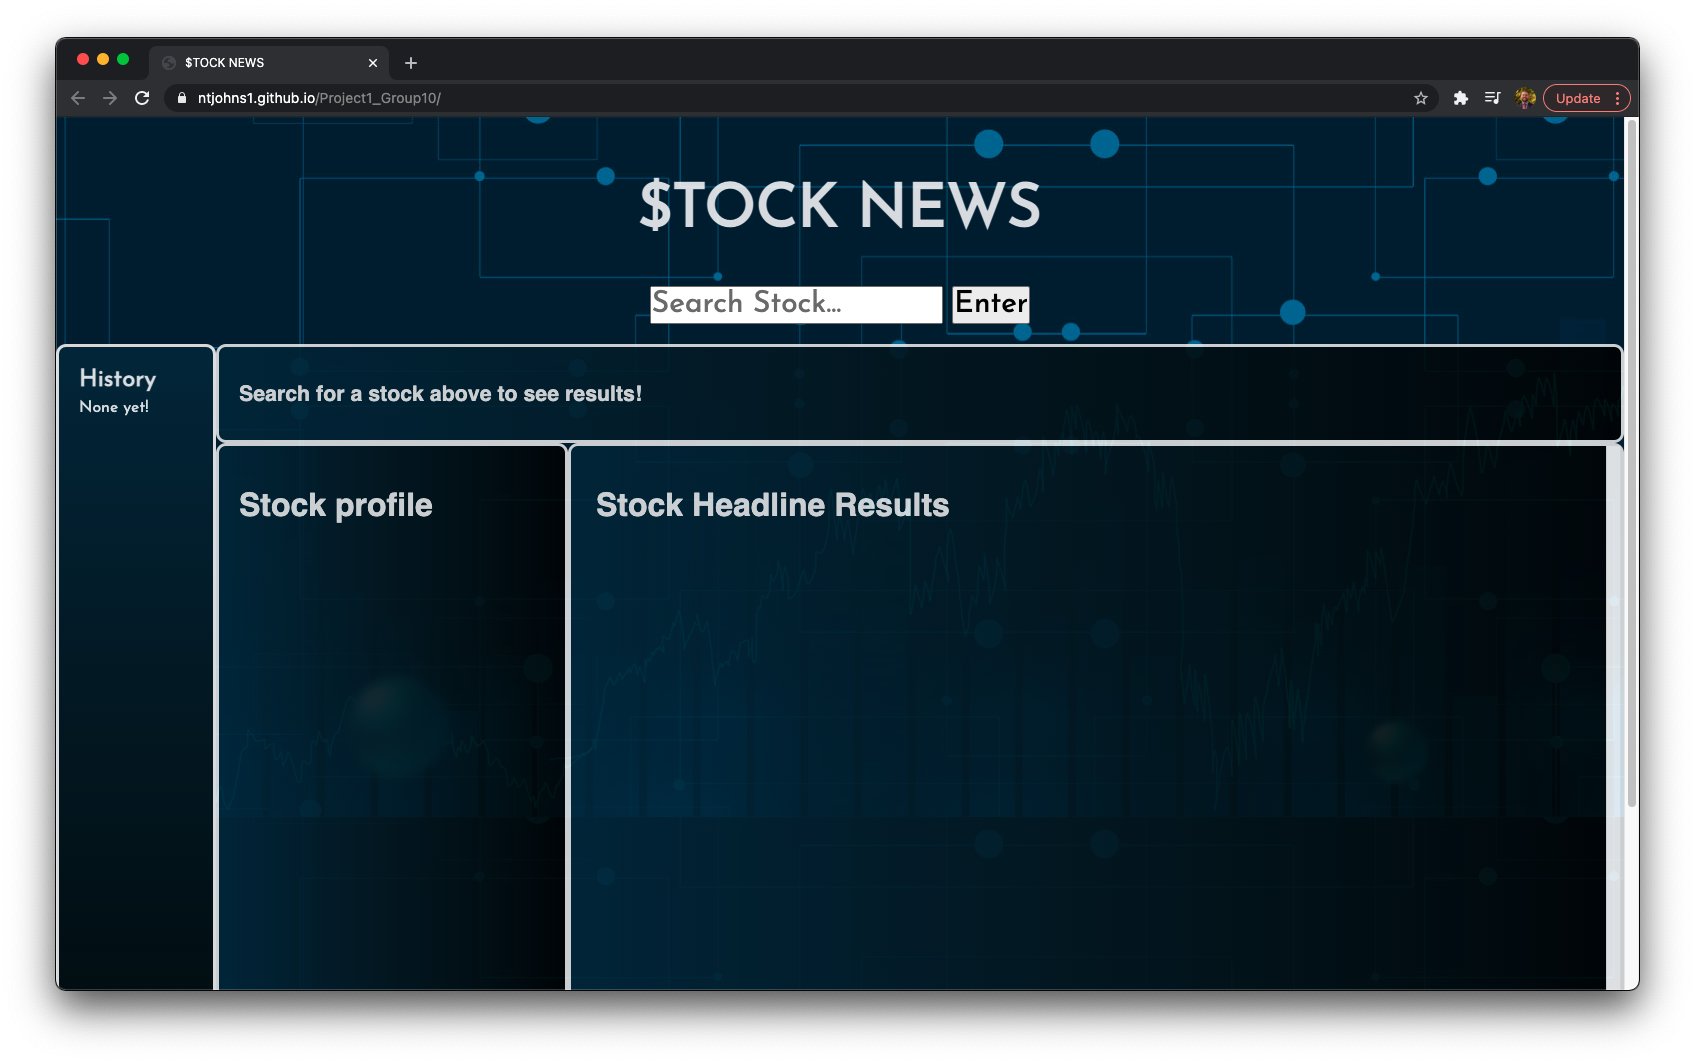 $TOCK NEWS
ntjohns1.github.io/Project1_Group10/
Update
$TOCK NEWS
Search Stock...
Enter
History
None yet!
Search for a stock above to see results!
Stock profile
Stock Headline Results